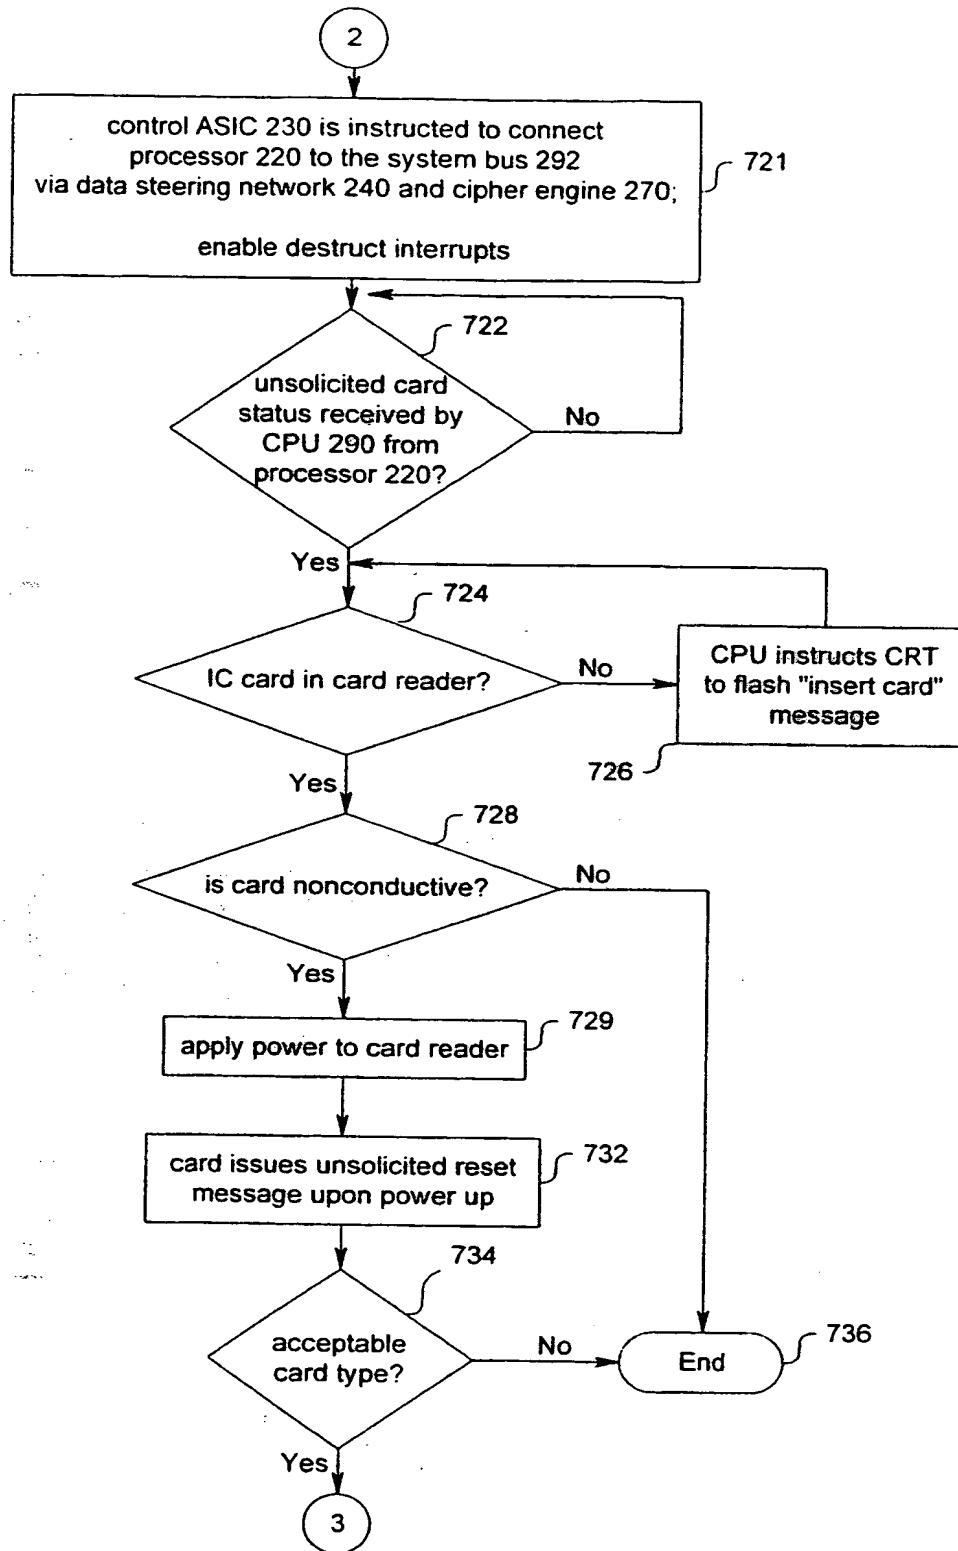 2
control ASIC 230 is instructed to connect
processor 220 to the system bus 292
via data steering network 240 and cipher engine 270;
enable destruct interrupts
721
722
unsolicited card
status received by
CPU 290 from
processor 220?
No
Yes
724
IC card in card reader?
No
CPU instructs CRT
to flash "insert card"
message
726
Yes
728
is card nonconductive?
No
Yes
729
apply power to card reader
card issues unsolicited reset
message upon power up
732
734
acceptable
card type?
No
End
736
Yes
3